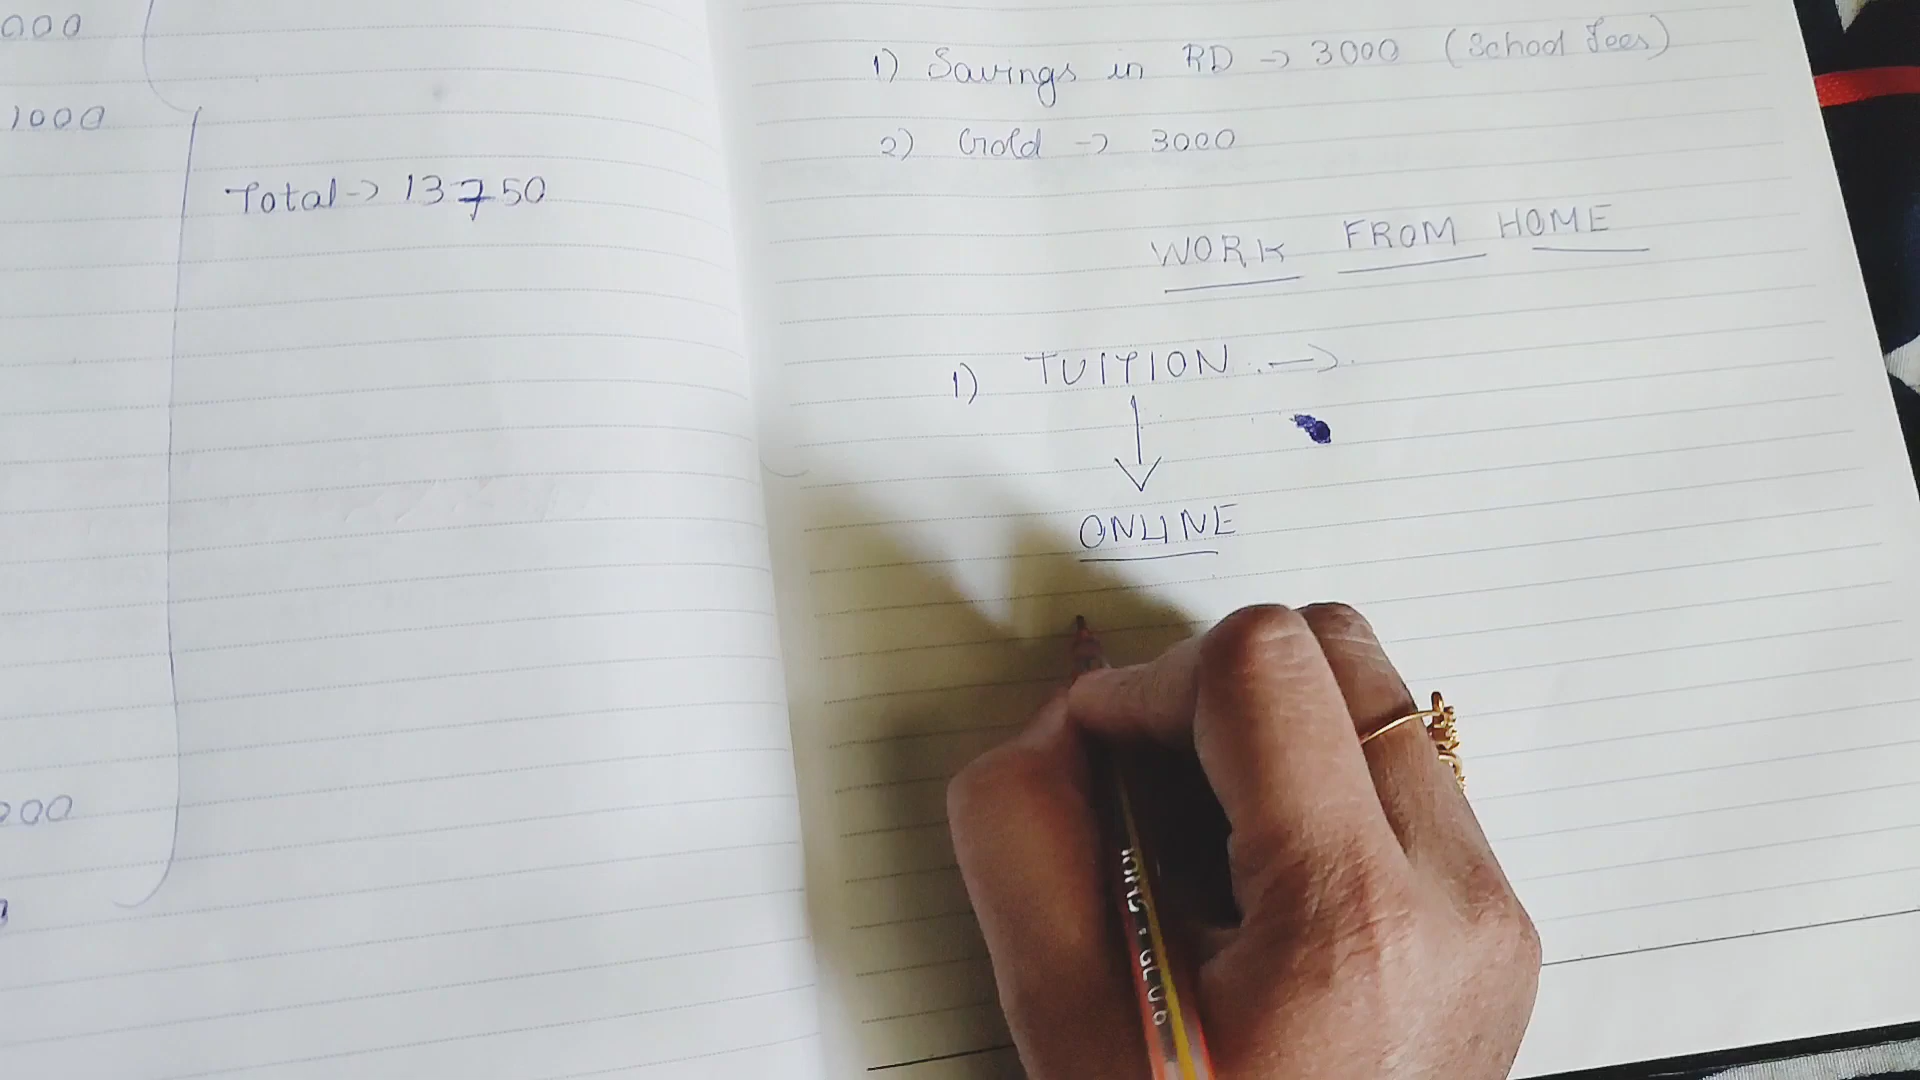 000
1000
Total -> 13750
200
1) Savings in RD -> 3000 (School Fees)
2) Gold -> 3000
WORK FROM HOME
1) TUITION ->
ONLINE